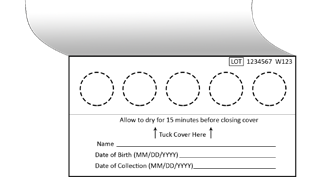 LOT 1234567 W123
Allow to dry for 15 minutes before closing cover
Tuck Cover Here
Name
Date of Birth (MM/DD/YYYY)
Date of Collection (MM/DD/YYYY)